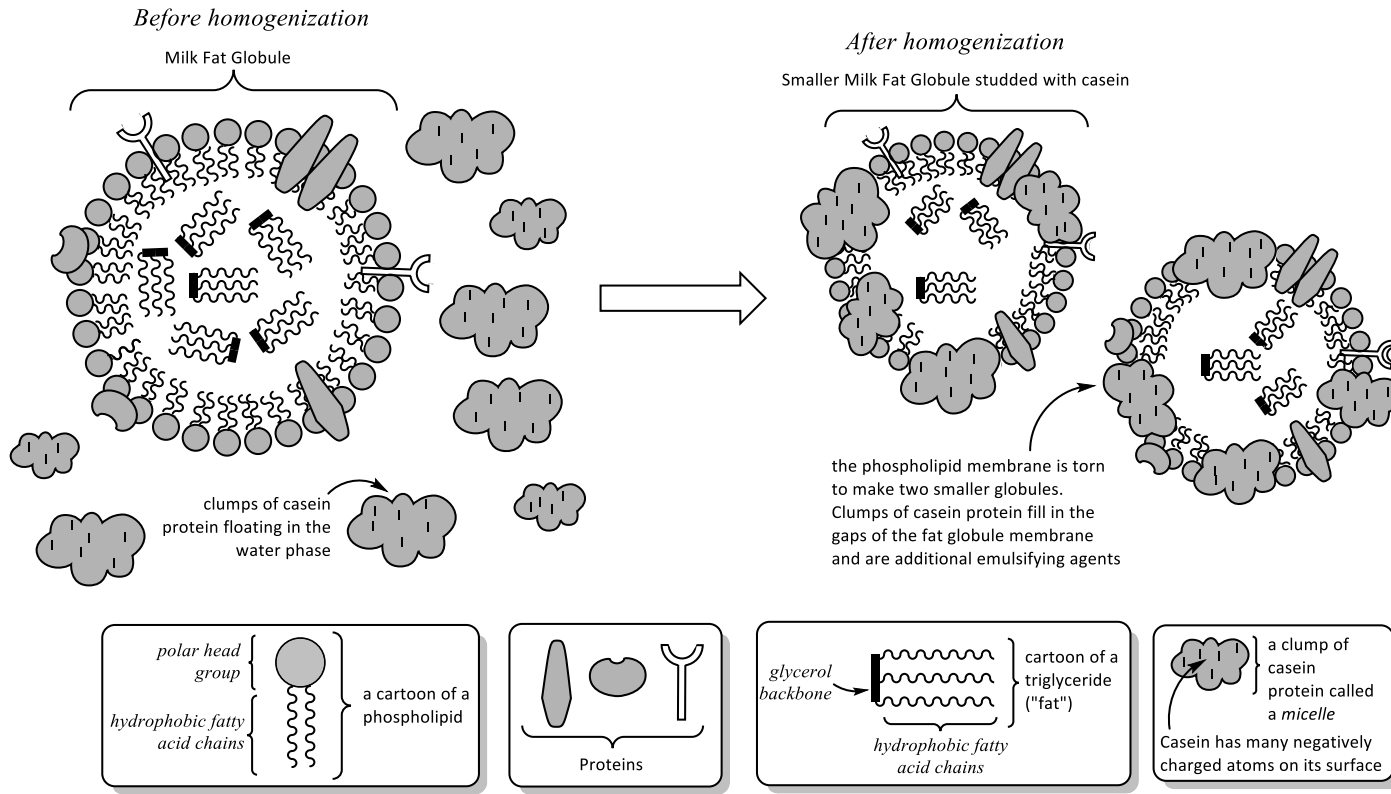 Before homogenization
Milk Fat Globule
After homogenization
Smaller Milk Fat Globule studded with casein
clumps of casein
protein floating in the
water phase
the phospholipid membrane is torn
to make two smaller globules.
Clumps of casein protein fill in the
gaps of the fat globule membrane
and are additional emulsifying agents
polar head
group
hydrophobic fatty
acid chains
a cartoon of a
phospholipid
Proteins
glycerol
backbone
hydrophobic fatty
acid chains
cartoon of a
triglyceride
("fat")
a clump of
casein
protein called
a micelle
Casein has many negatively
charged atoms on its surface